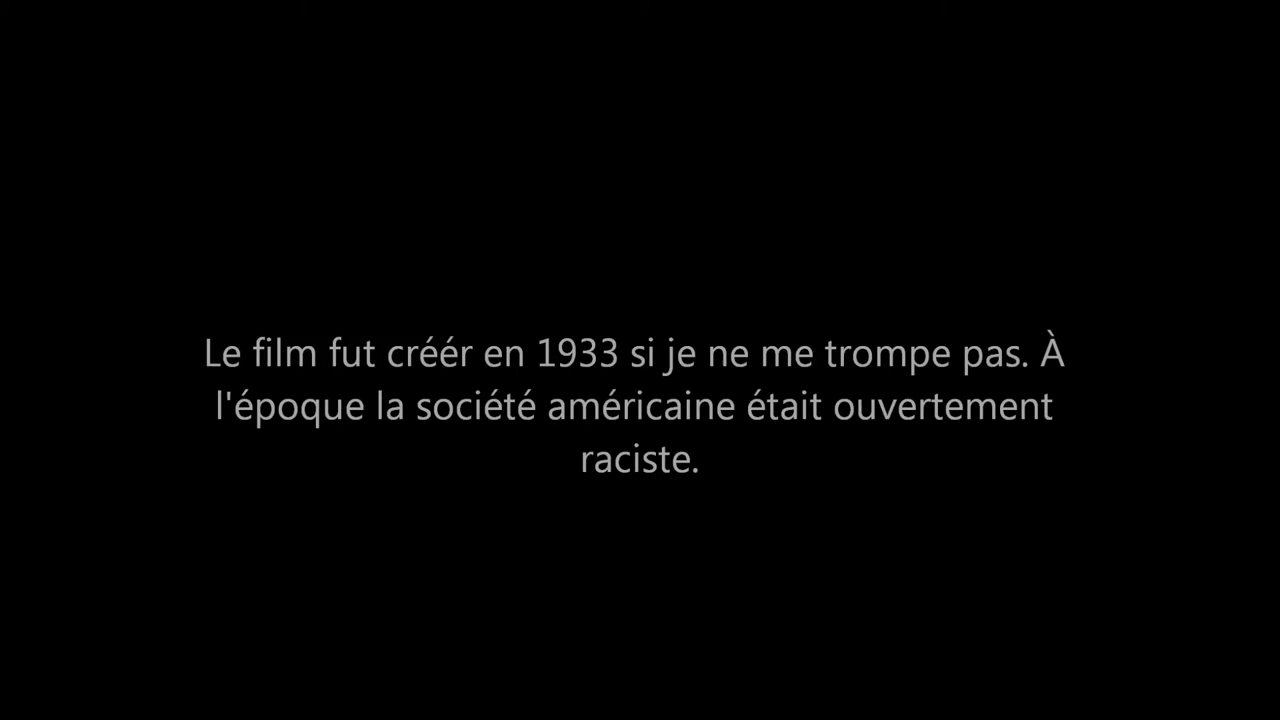 Le film fut créér en 1933 si je ne me trompe pas. À
l'époque la société américaine était ouvertement
raciste.